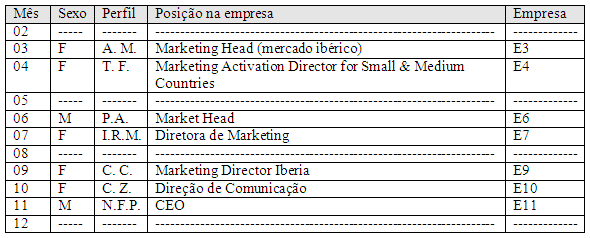 Mês Sexo Perfil Posição na empresa Empresa
02 ----- ------- -------------------------------------------------------------------- -------------
03 F A. M. Marketing Head (mercado ibérico) E3
04 F T. F. Marketing Activation Director for Small & Medium E4
Countries
05 ----- ------- -------------------------------------------------------------------- -------------
06 M P.A. Market Head E6
07 F I.R.M. Diretora de Marketing E7
08 ----- ------- -------------------------------------------------------------------- -------------
09 F C. C. Marketing Director Iberia E9
10 F C. Z. Direção de Comunicação E10
11 M N.F.P. CEO E11
12 ----- ------- -------------------------------------------------------------------- -------------